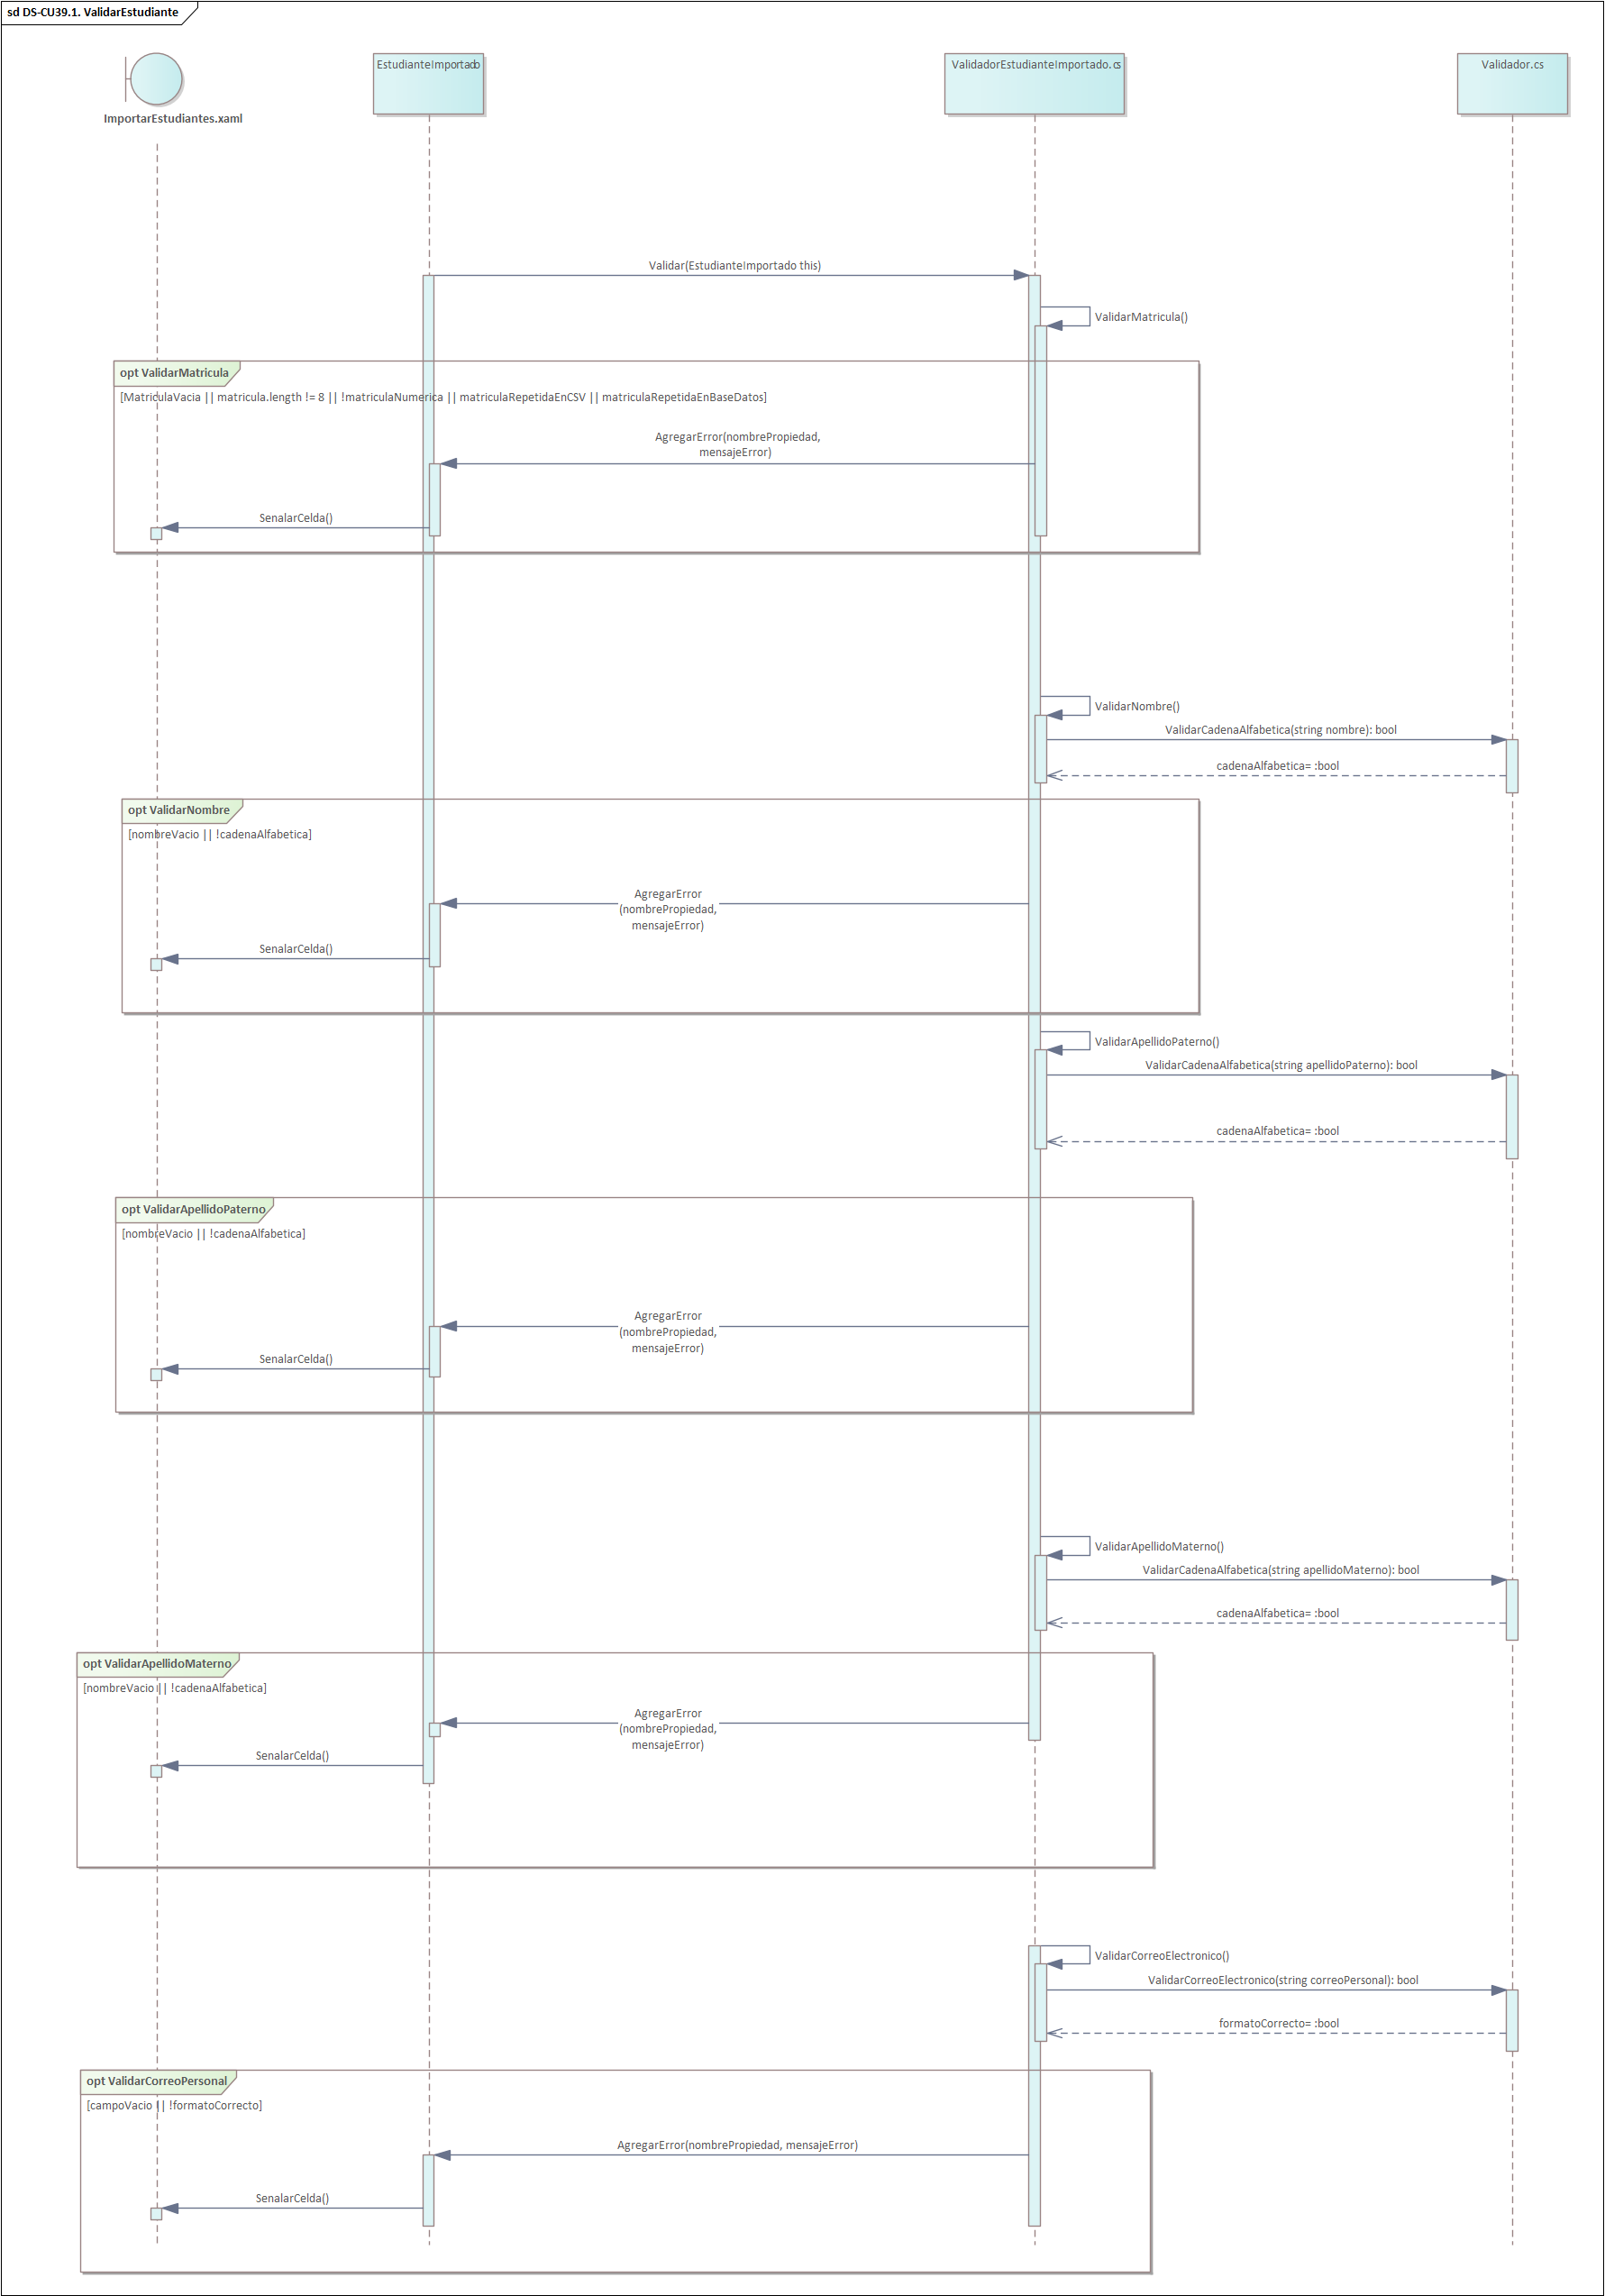 sd DS-CU39.1. ValidarEstudiante
ImportarEstudiantes.xaml
EstudianteImportado
ValidadorEstudianteImportado.cs
Validador.cs
Validar(EstudianteImportado this)
ValidarMatricula()
opt ValidarMatricula
[MatriculaVacia || matricula.length != 8 || !matriculaNumerica || matriculaRepetidaEnCSV || matriculaRepetidaEnBaseDatos]
AgregarError(nombrePropiedad,
mensajeError)
SenalarCelda()
ValidarNombre()
ValidarCadenaAlfabetica(string nombre): bool
cadenaAlfabetica= :bool
opt ValidarNombre
[nombreVacio || !cadenaAlfabetica]
AgregarError
(nombrePropiedad,
mensajeError)
SenalarCelda()
ValidarApellidoPaterno()
ValidarCadenaAlfabetica(string apellidoPaterno): bool
cadenaAlfabetica= :bool
opt ValidarApellidoPaterno
[nombreVacio || !cadenaAlfabetica]
AgregarError
(nombrePropiedad,
mensajeError)
SenalarCelda()
ValidarApellidoMaterno()
ValidarCadenaAlfabetica(string apellidoMaterno): bool
cadenaAlfabetica= :bool
opt ValidarApellidoMaterno
[nombreVacio || !cadenaAlfabetica]
AgregarError
(nombrePropiedad,
mensajeError)
SenalarCelda()
ValidarCorreoElectronico()
ValidarCorreoElectronico(string correoPersonal): bool
formatoCorrecto= :bool
opt ValidarCorreoPersonal
[campoVacio || !formatoCorrecto]
AgregarError(nombrePropiedad, mensajeError)
SenalarCelda()